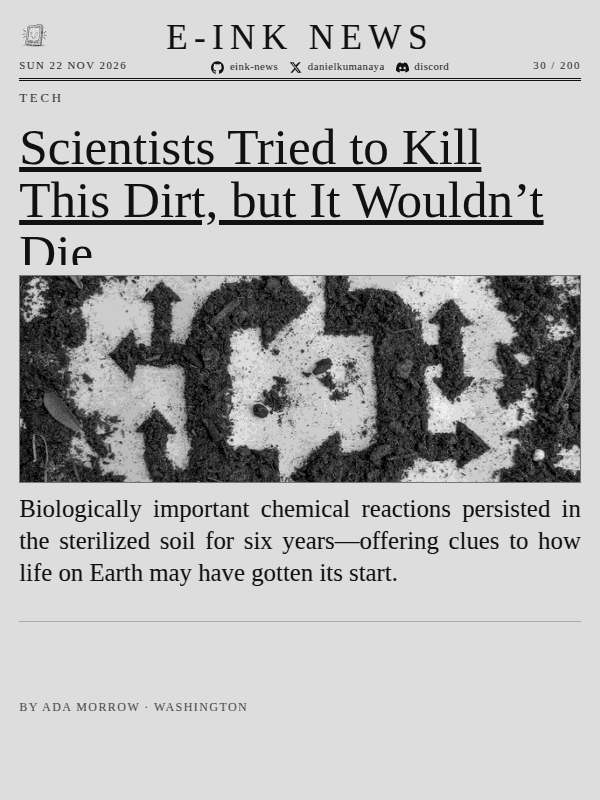 E-INK NEWS
SUN 22 NOV 2026
eink-news danielkumanaya discord
30 / 200
TECH
Scientists Tried to Kill
This Dirt, but It Wouldn’t
Die
Biologically important chemical reactions persisted in
the sterilized soil for six years—offering clues to how
life on Earth may have gotten its start.
BY ADA MORROW · WASHINGTON